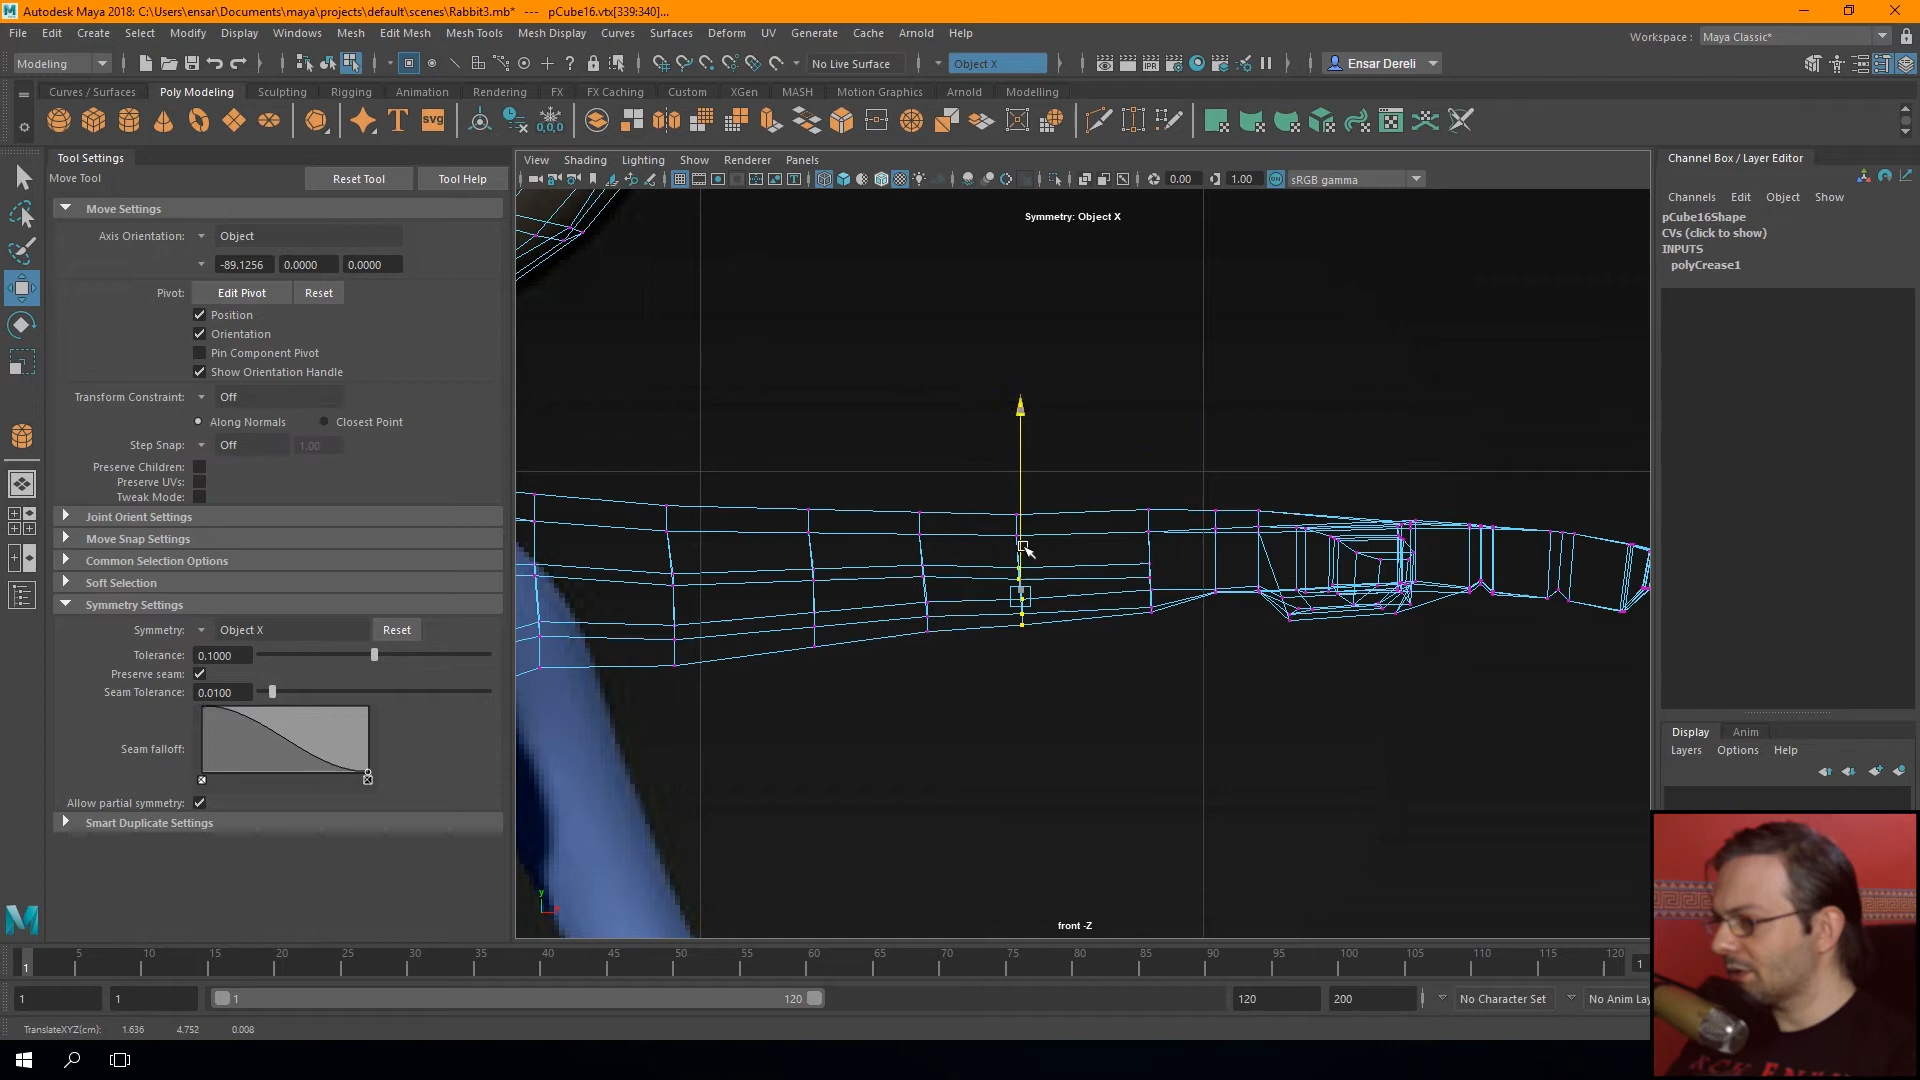 Autodesk Maya 2018: C:\Users\ensar\Documents\maya\projects\default\scenes\Rabbit3.mb*  ---  pCube16.vtx[339:340]...
File Edit Create Select Modify Display Windows Mesh Edit Mesh Mesh Tools Mesh Display Curves Surfaces Deform UV Generate Cache Arnold Help
Workspace : Maya Classic*
Modeling No Live Surface Object X Ensar Dereli
Curves / Surfaces Poly Modeling Sculpting Rigging Animation Rendering FX FX Caching Custom XGen MASH Motion Graphics Arnold Modeling
T svg 0,0,0
Tool Settings
Move Tool Reset Tool Tool Help
Move Settings
Axis Orientation: Object
-89.1256 0.0000 0.0000
Pivot: Edit Pivot Reset
Position
Orientation
Pin Component Pivot
Show Orientation Handle
Transform Constraint: Off
Along Normals Closest Point
Step Snap: Off 1.00
Preserve Children:
Preserve UVs:
Tweak Mode:
Joint Orient Settings
Move Snap Settings
Common Selection Options
Soft Selection
Symmetry Settings
Symmetry: Object X Reset
Tolerance: 0.1000
Preserve seam:
Seam Tolerance: 0.0100
Seam falloff:
Allow partial symmetry:
Smart Duplicate Settings
View Shading Lighting Show Renderer Panels
0.00 1.00 ON sRGB gamma
Symmetry: Object X
y
front -Z
Channel Box / Layer Editor
Channels Edit Object Show
pCube16Shape
CVs (click to show)
INPUTS
polyCrease1
Display Anim
Layers Options Help
1 5 10 15 20 25 30 35 40 45 50 55 60 65 70 75 80 85 90 95 100 105 110 115 120 1
1 1 1 120 120 200 No Character Set No Anim Lay
TranslateXYZ(cm): 1.636 4.752 0.008